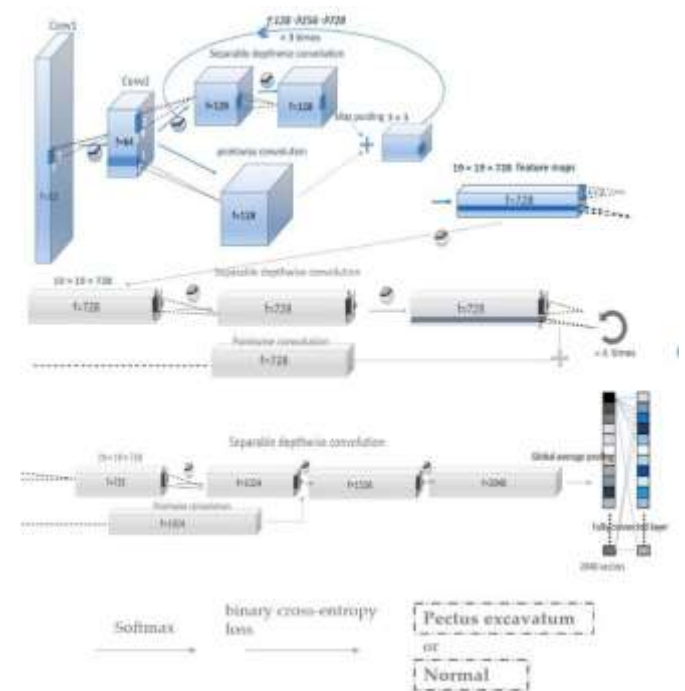 Conv1
f:128 -f256 -f728
× 3 times
Separable depthwise convolution
Conv2
f=128
f=128
Max pooling 3 × 3
f=64
pointwise convolution
f=128
19 × 19 × 728 feature maps
f=728
19 × 19 × 728
Separable depthwise convolution
f=728
f=728
f=728
Pointwise convolution
f=728
times
Separable depthwise convolution
19×19×728
f=728
f=1024
f=1536
f=2048
Pointwise convolution
f=1024
Global average pooling
Fully connected layer
2048 vectors
Softmax
binary cross-entropy
loss
Pectus excavatum
or
Normal